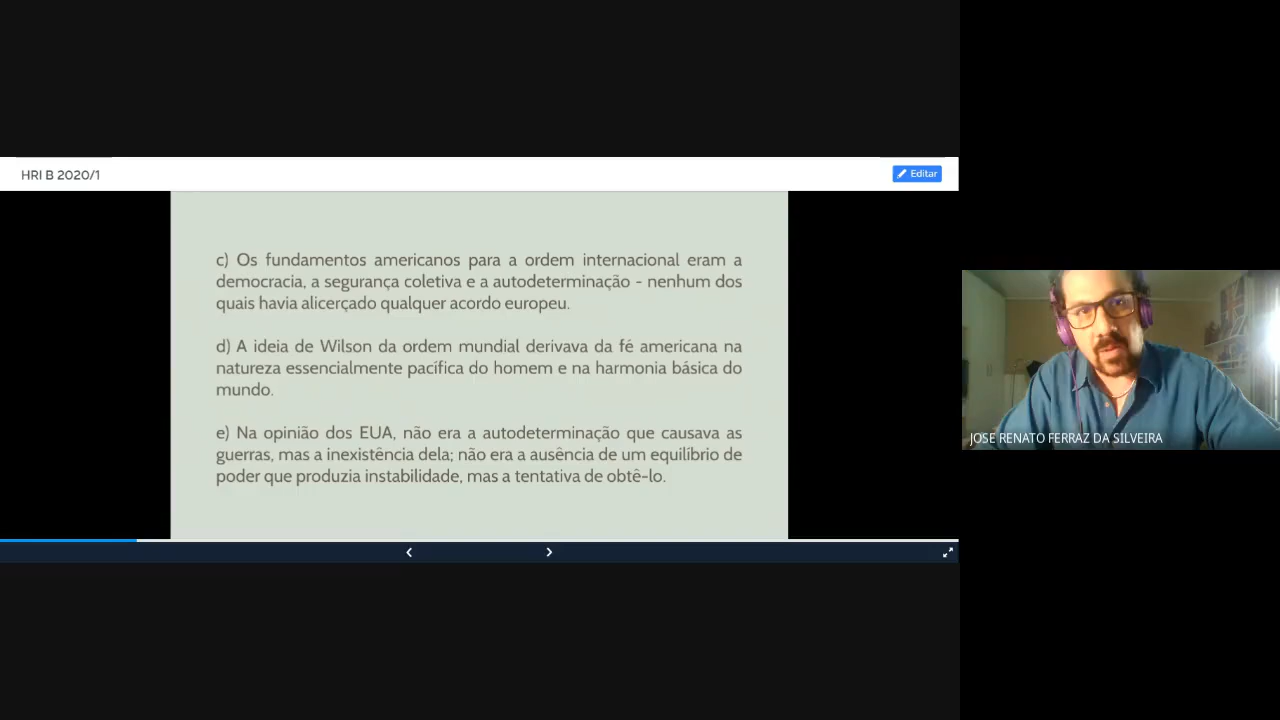 HRI B 2020/1
Editar
c) Os fundamentos americanos para a ordem internacional eram a
democracia, a segurança coletiva e a autodeterminação - nenhum dos
quais havia alicerçado qualquer acordo europeu.
d) A ideia de Wilson da ordem mundial derivava da fé americana na
natureza essencialmente pacífica do homem e na harmonia básica do
mundo.
e) Na opinião dos EUA, não era a autodeterminação que causava as
guerras, mas a inexistência dela; não era a ausência de um equilíbrio de
poder que produzia instabilidade, mas a tentativa de obtê-lo.
JOSE RENATO FERRAZ DA SILVEIRA